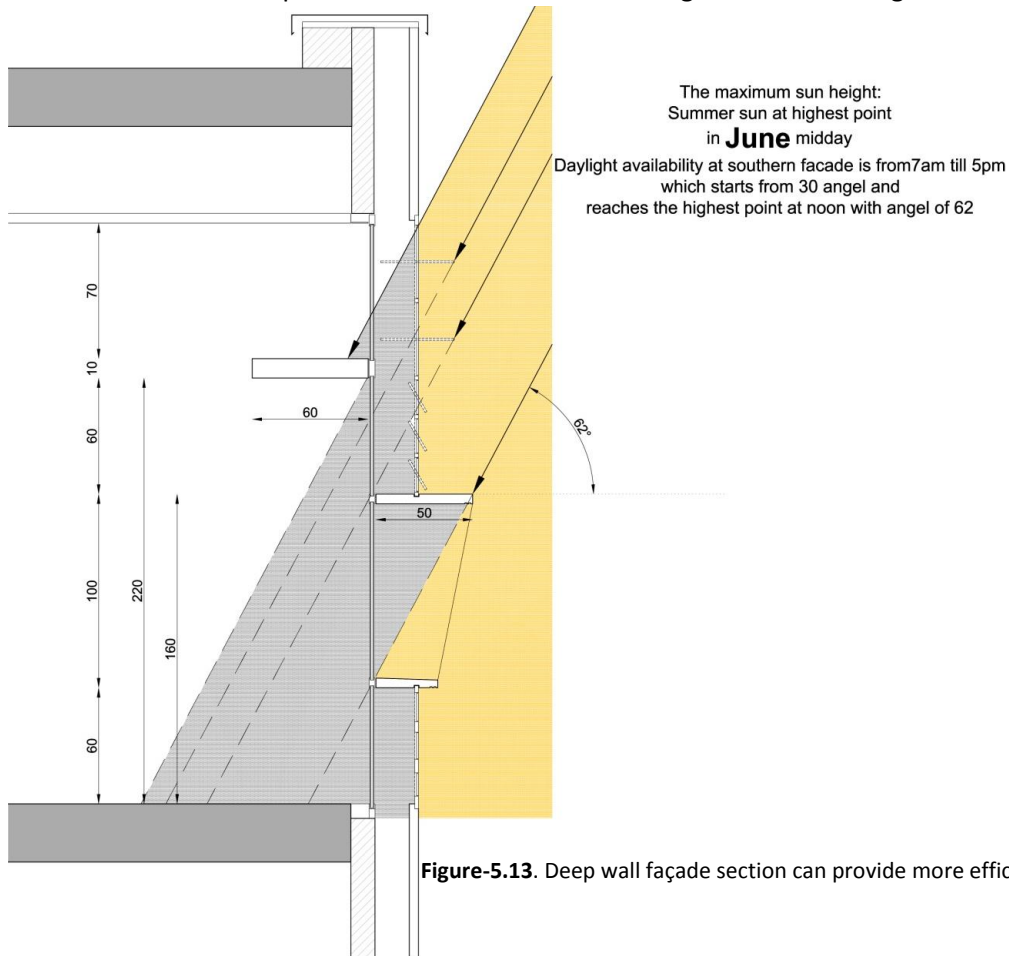 The maximum sun height:
Summer sun at highest point
in June midday
Daylight availability at southern facade is from7am till 5pm
which starts from 30 angel and
reaches the highest point at noon with angel of 62
70
10
60
60
62°
50
100
220
160
60
Figure-5.13. Deep wall façade section can provide more effic